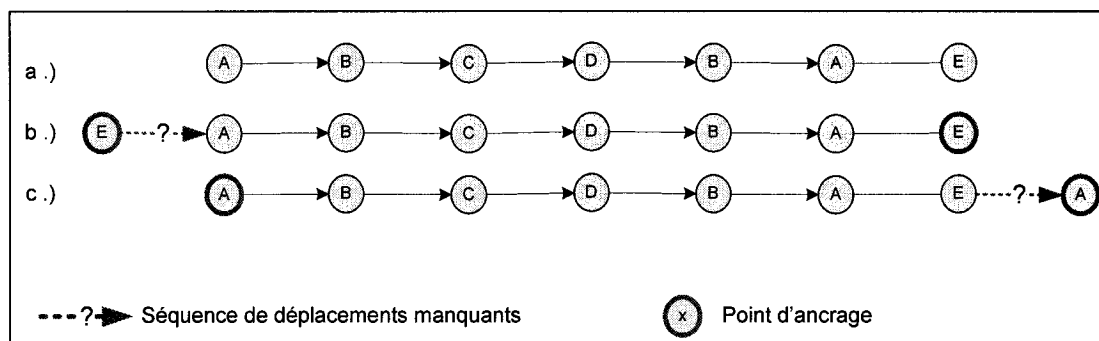 a .) A B C D B A E
b .) E ? A B C D B A E
c .) A B C D B A E ? A
? Séquence de déplacements manquants x Point d'ancrage